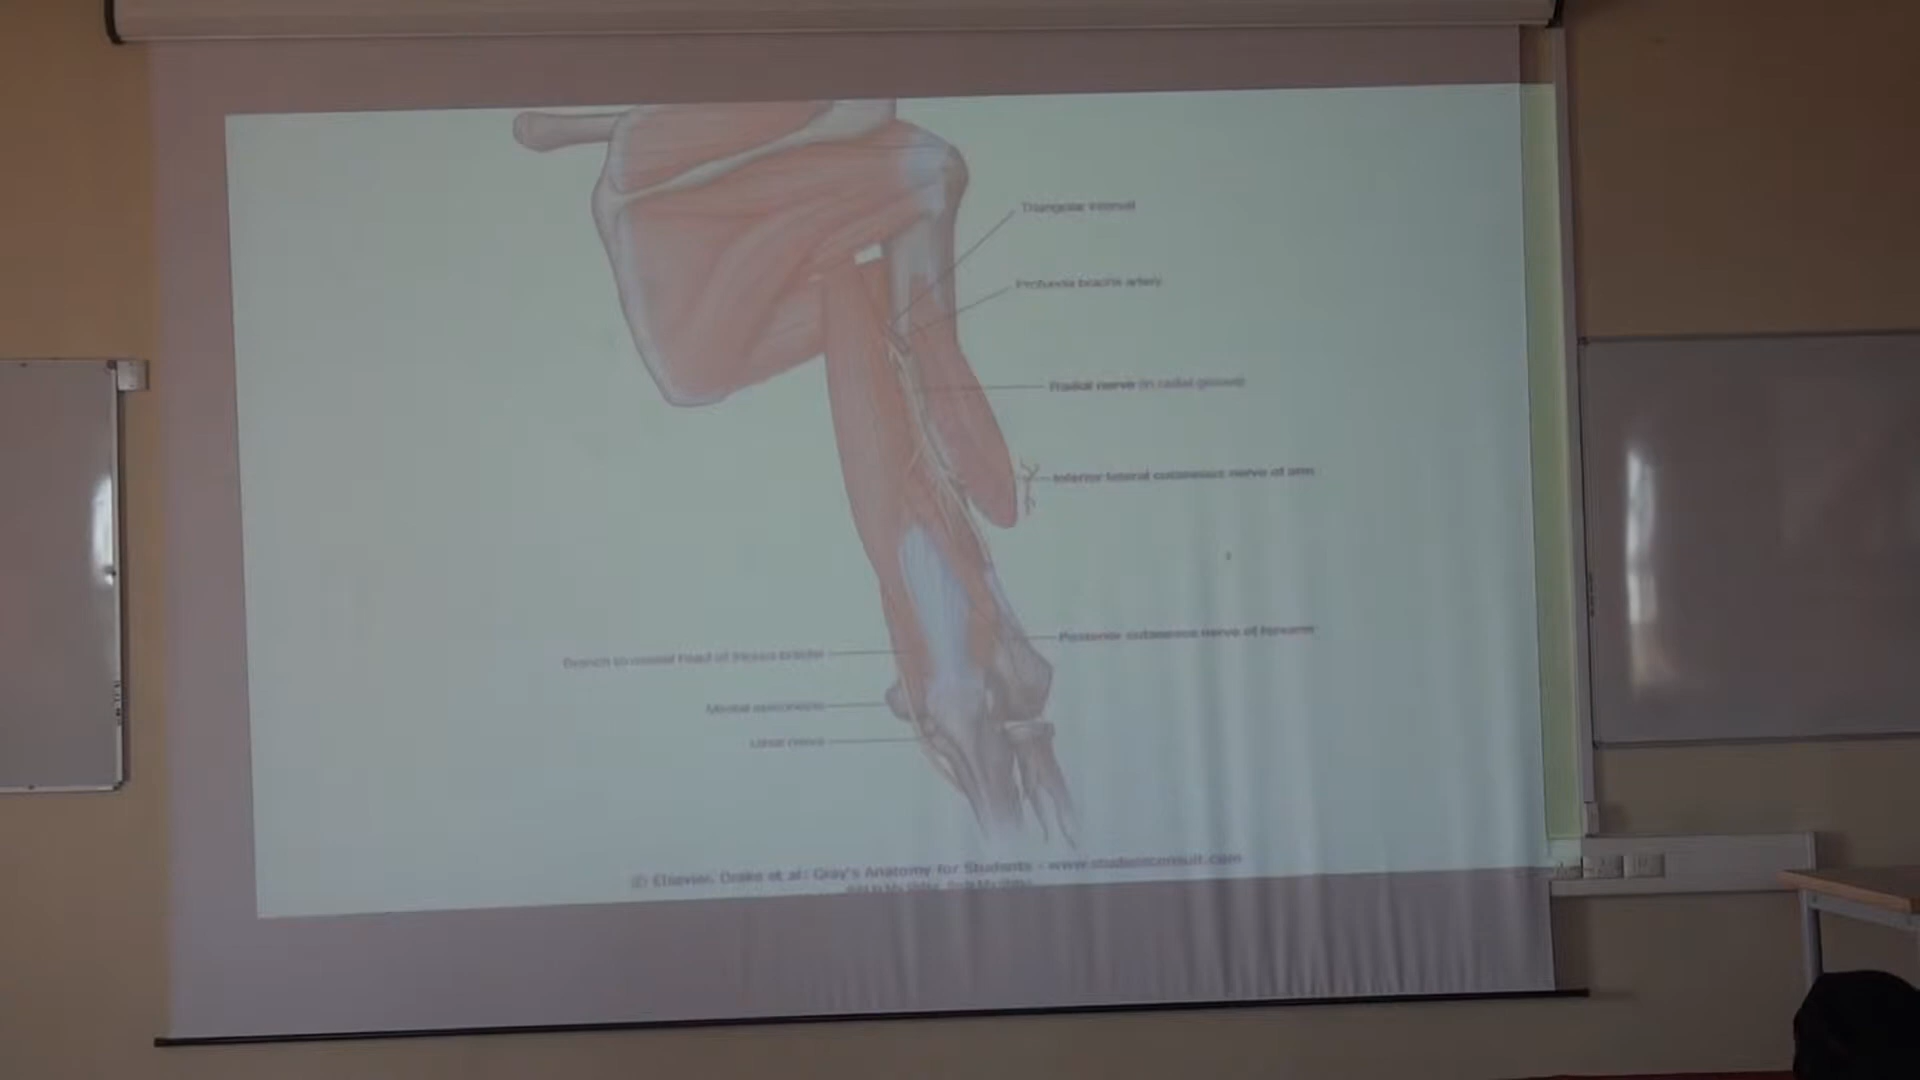 Triangular interval
Profunda brachii artery
Radial nerve (in radial groove)
Inferior lateral cutaneous nerve of arm
Posterior cutaneous nerve of forearm
Branch to medial head of triceps brachii
Medial epicondyle
Ulnar nerve
© Elsevier. Drake et al: Gray's Anatomy for Students - www.studentconsult.com